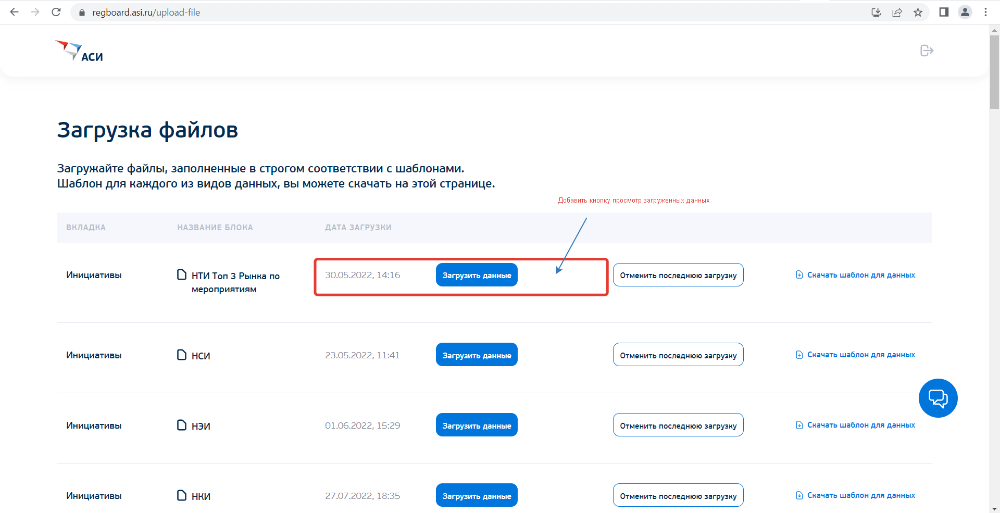 regboard.asi.ru/upload-file
АСИ
Загрузка файлов
Загружайте файлы, заполненные в строгом соответствии с шаблонами.
Шаблон для каждого из видов данных, вы можете скачать на этой странице.
Добавить кнопку просмотр загруженных данных
ВКЛАДКА НАЗВАНИЕ БЛОКА ДАТА ЗАГРУЗКИ
Инициативы НТИ Топ 3 Рынка по мероприятиям 30.05.2022, 14:16 Загрузить данные Отменить последнюю загрузку Скачать шаблон для данных
Инициативы НСИ 23.05.2022, 11:41 Загрузить данные Отменить последнюю загрузку Скачать шаблон для данных
Инициативы НЭИ 01.06.2022, 15:29 Загрузить данные Отменить последнюю загрузку Скачать шаблон для данных
Инициативы НКИ 27.07.2022, 18:35 Загрузить данные Отменить последнюю загрузку Скачать шаблон для данных